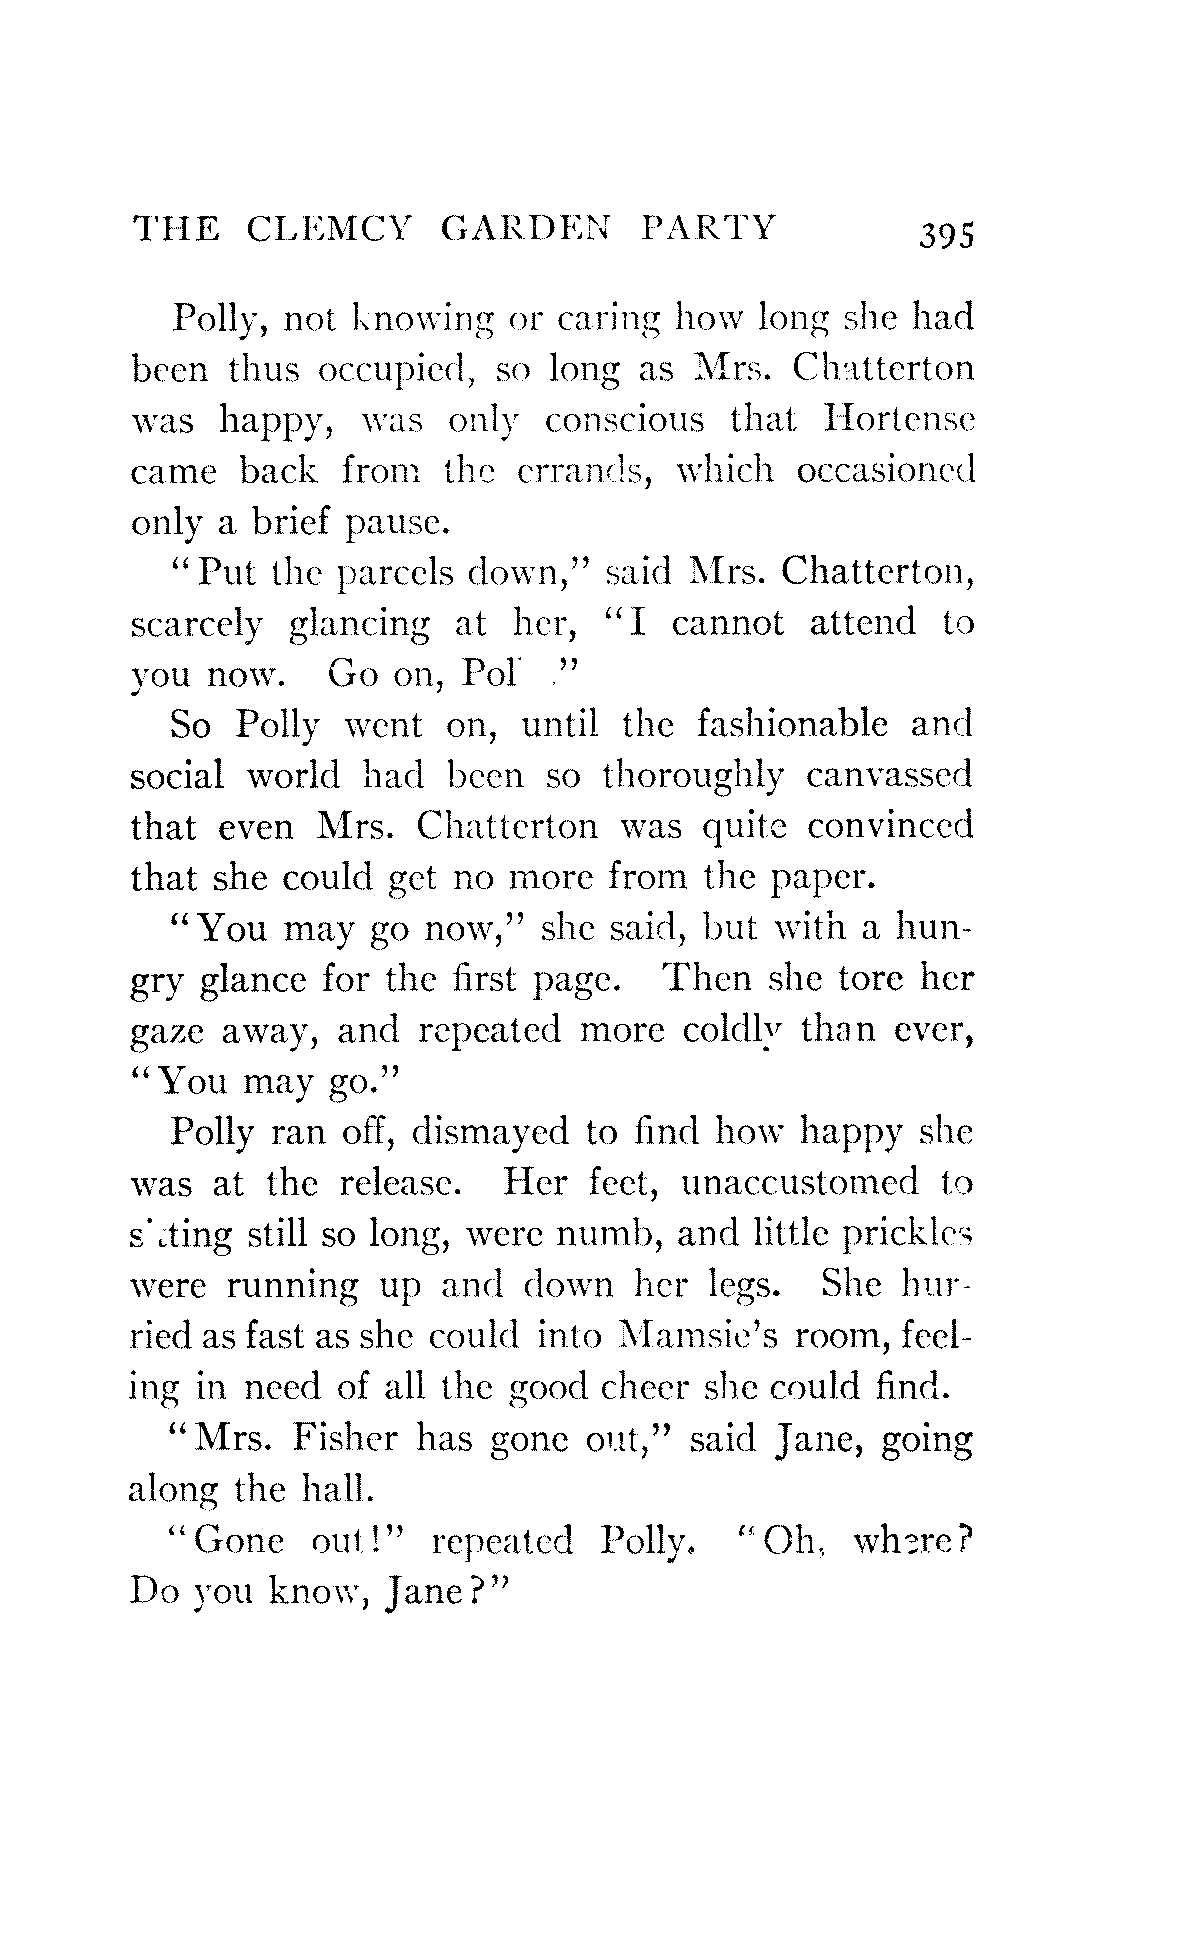 THE CLEMCY GARDEN PARTY 395
Polly, not knowing or caring how long she had
been thus occupied, so long as Mrs. Chatterton
was happy, was only conscious that Hortense
came back from the errands, which occasioned
only a brief pause.
"Put the parcels down," said Mrs. Chatterton,
scarcely glancing at her, "I cannot attend to
you now. Go on, Pol ."
So Polly went on, until the fashionable and
social world had been so thoroughly canvassed
that even Mrs. Chatterton was quite convinced
that she could get no more from the paper.
"You may go now," she said, but with a hun-
gry glance for the first page. Then she tore her
gaze away, and repeated more coldly than ever,
"You may go."
Polly ran off, dismayed to find how happy she
was at the release. Her feet, unaccustomed to
sitting still so long, were numb, and little prickles
were running up and down her legs. She hur-
ried as fast as she could into Mamsie's room, feel-
ing in need of all the good cheer she could find.
"Mrs. Fisher has gone out," said Jane, going
along the hall.
"Gone out!" repeated Polly. "Oh, where?
Do you know, Jane?"